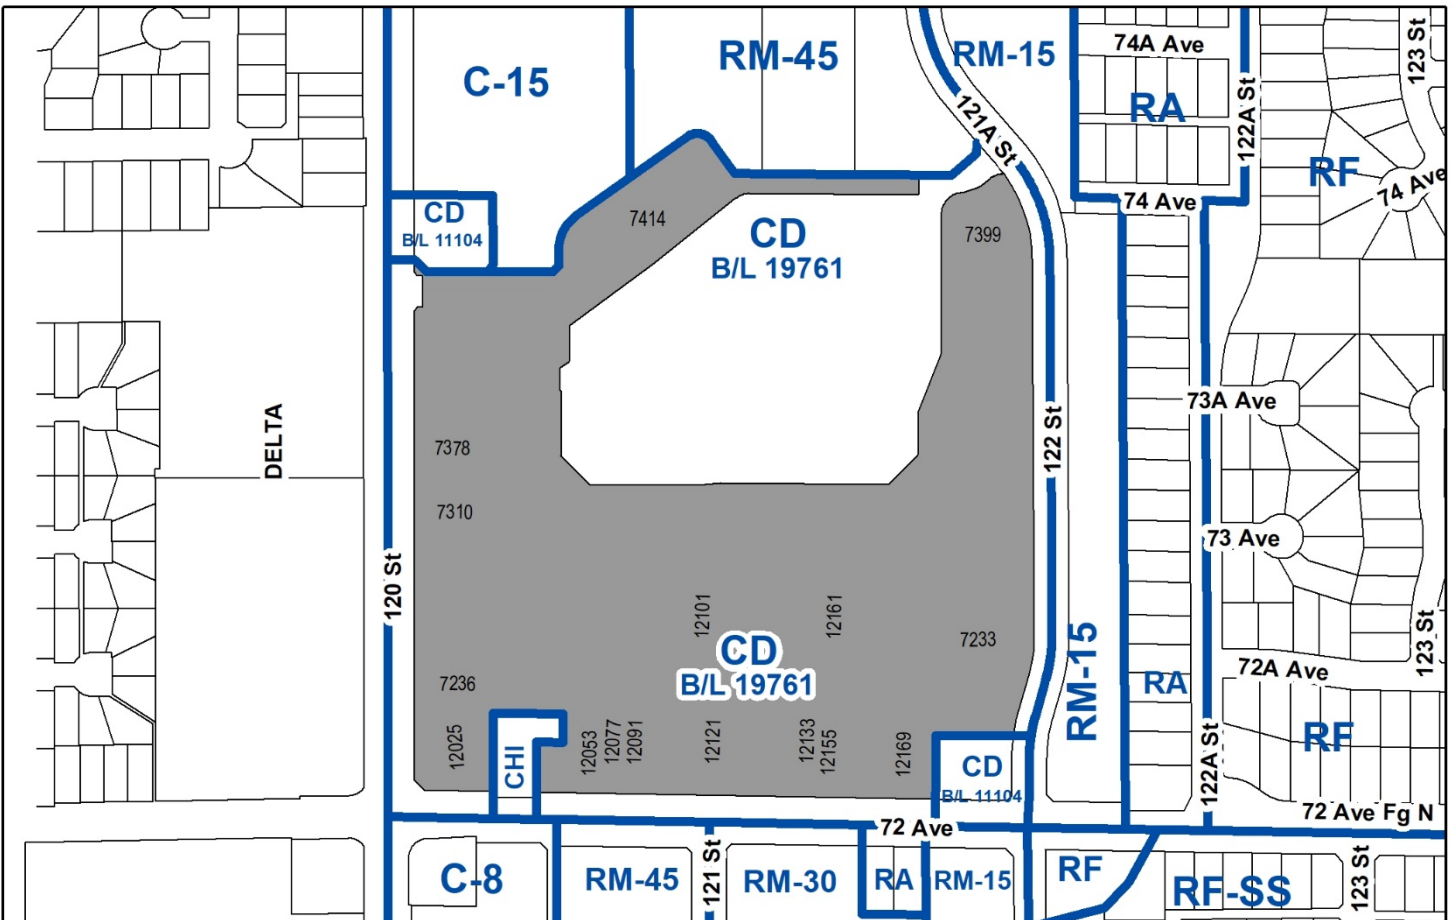 74A Ave
123 St
RM-45
RM-15
C-15
RA
122A St
121A St
RF
74 Ave
74 Ave
CD
B/L 11104
7414
CD
B/L 19761
7399
73A Ave
DELTA
7378
122 St
7310
73 Ave
120 St
12101
12161
7233
CD
B/L 19761
RM-15
123 St
72A Ave
7236
RA
12025
CHI
12053
12077
12091
12121
12133
12155
12169
CD
B/L 11104
122A St
RF
72 Ave Fg N
72 Ave
C-8
RM-45
121 St
RM-30
RA
RM-15
RF
RF-SS
123 St